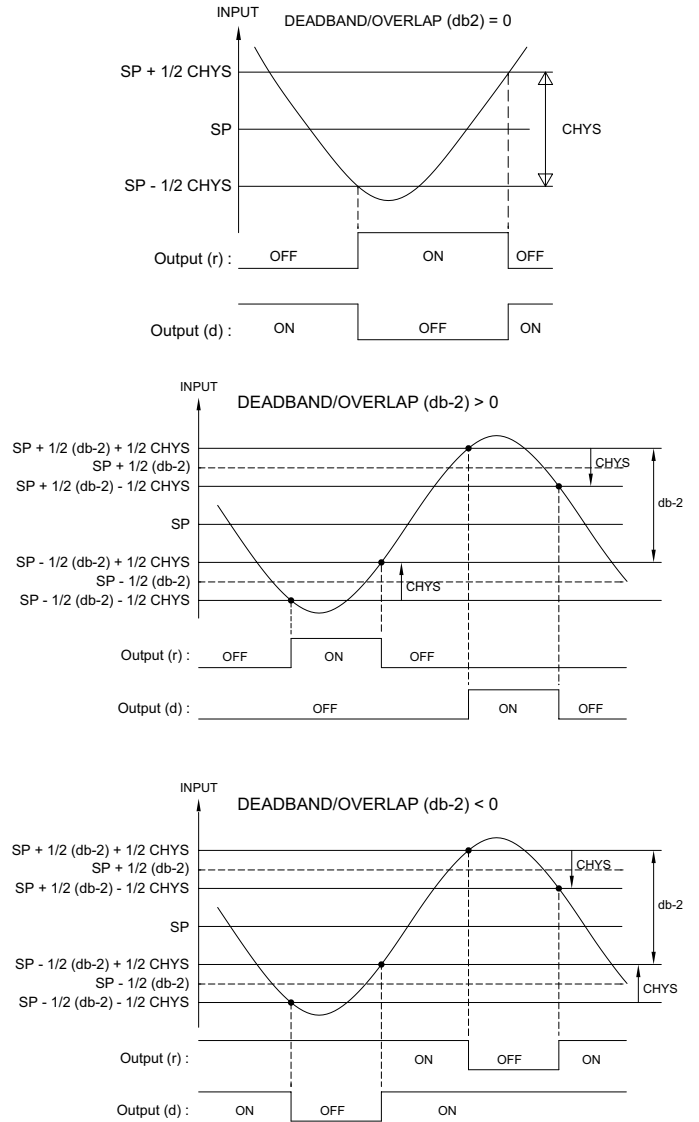 INPUT
DEADBAND/OVERLAP (db2) = 0
SP + 1/2 CHYS
SP
CHYS
SP - 1/2 CHYS
Output (r) : OFF ON OFF
Output (d) : ON OFF ON
INPUT
DEADBAND/OVERLAP (db-2) > 0
SP + 1/2 (db-2) + 1/2 CHYS
SP + 1/2 (db-2)
CHYS
SP + 1/2 (db-2) - 1/2 CHYS
db-2
SP
SP - 1/2 (db-2) + 1/2 CHYS
SP - 1/2 (db-2)
CHYS
SP - 1/2 (db-2) - 1/2 CHYS
Output (r) : OFF ON OFF
Output (d) : OFF ON OFF
INPUT
DEADBAND/OVERLAP (db-2) < 0
SP + 1/2 (db-2) + 1/2 CHYS
SP + 1/2 (db-2)
CHYS
SP + 1/2 (db-2) - 1/2 CHYS
db-2
SP
SP - 1/2 (db-2) + 1/2 CHYS
SP - 1/2 (db-2)
CHYS
SP - 1/2 (db-2) - 1/2 CHYS
Output (r) : ON OFF ON
Output (d) : ON OFF ON